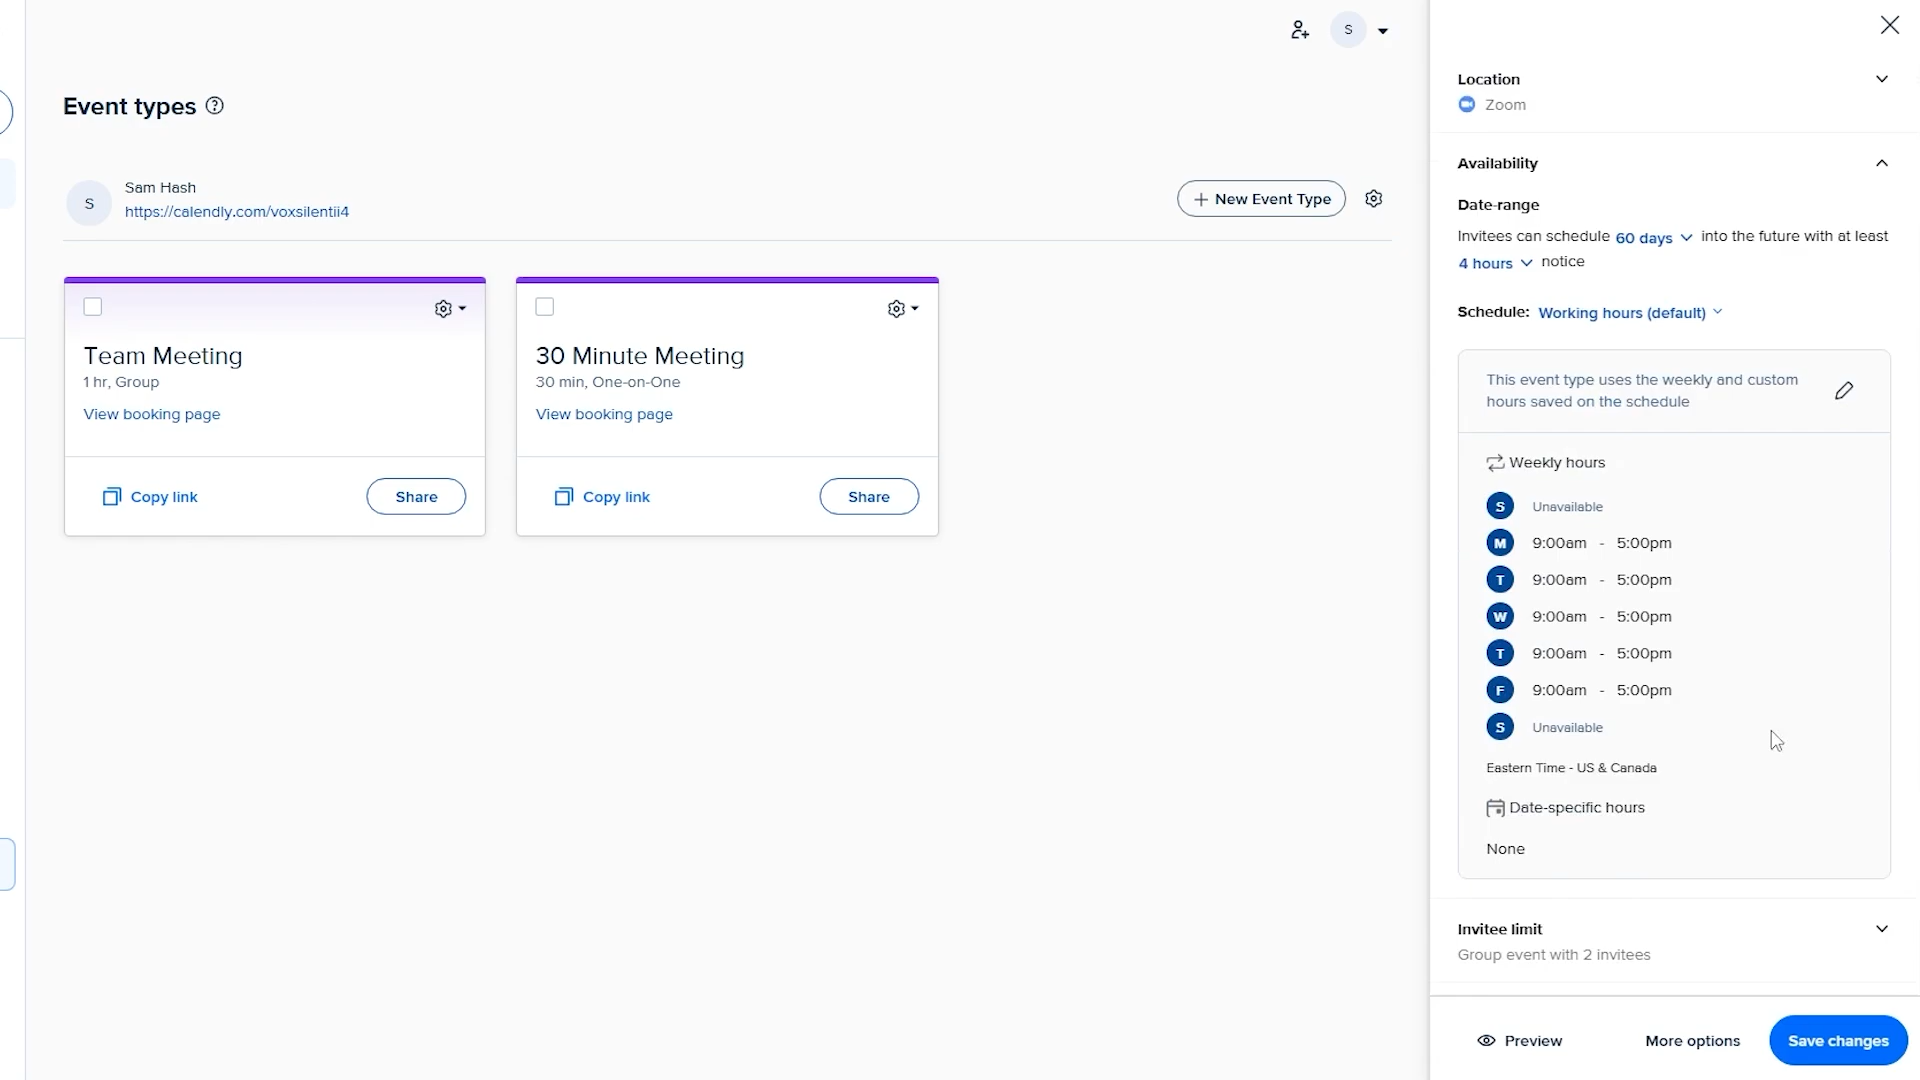 S
Event types ?
S
Sam Hash
https://calendly.com/voxsilentii4
+ New Event Type
Team Meeting
1 hr, Group
View booking page
Copy link
Share
30 Minute Meeting
30 min, One-on-One
View booking page
Copy link
Share
Location
Zoom
Availability
Date-range
Invitees can schedule 60 days into the future with at least
4 hours notice
Schedule: Working hours (default)
This event type uses the weekly and custom
hours saved on the schedule
Weekly hours
S Unavailable
M 9:00am - 5:00pm
T 9:00am - 5:00pm
W 9:00am - 5:00pm
T 9:00am - 5:00pm
F 9:00am - 5:00pm
S Unavailable
Eastern Time - US & Canada
Date-specific hours
None
Invitee limit
Group event with 2 invitees
Preview
More options
Save changes